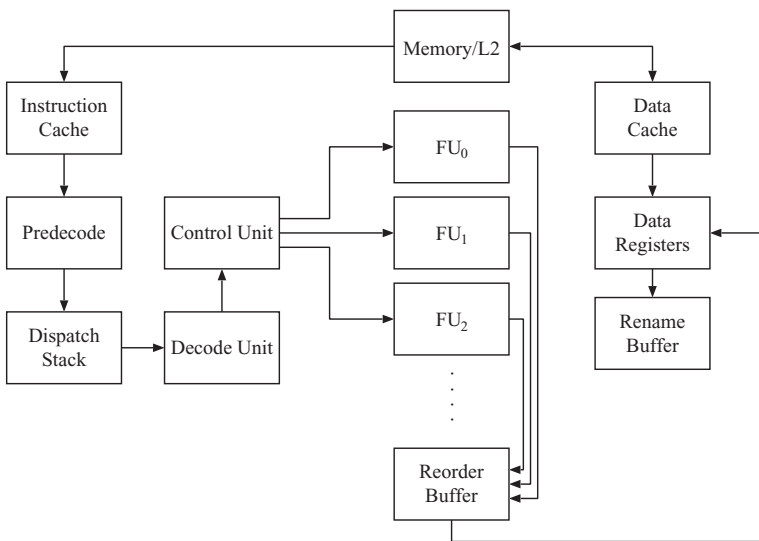 Memory/L2
Instruction
Cache
Data
Cache
FU₀
Predecode
Control Unit
FU₁
Data
Registers
Dispatch
Stack
Decode Unit
FU₂
Rename
Buffer
Reorder
Buffer